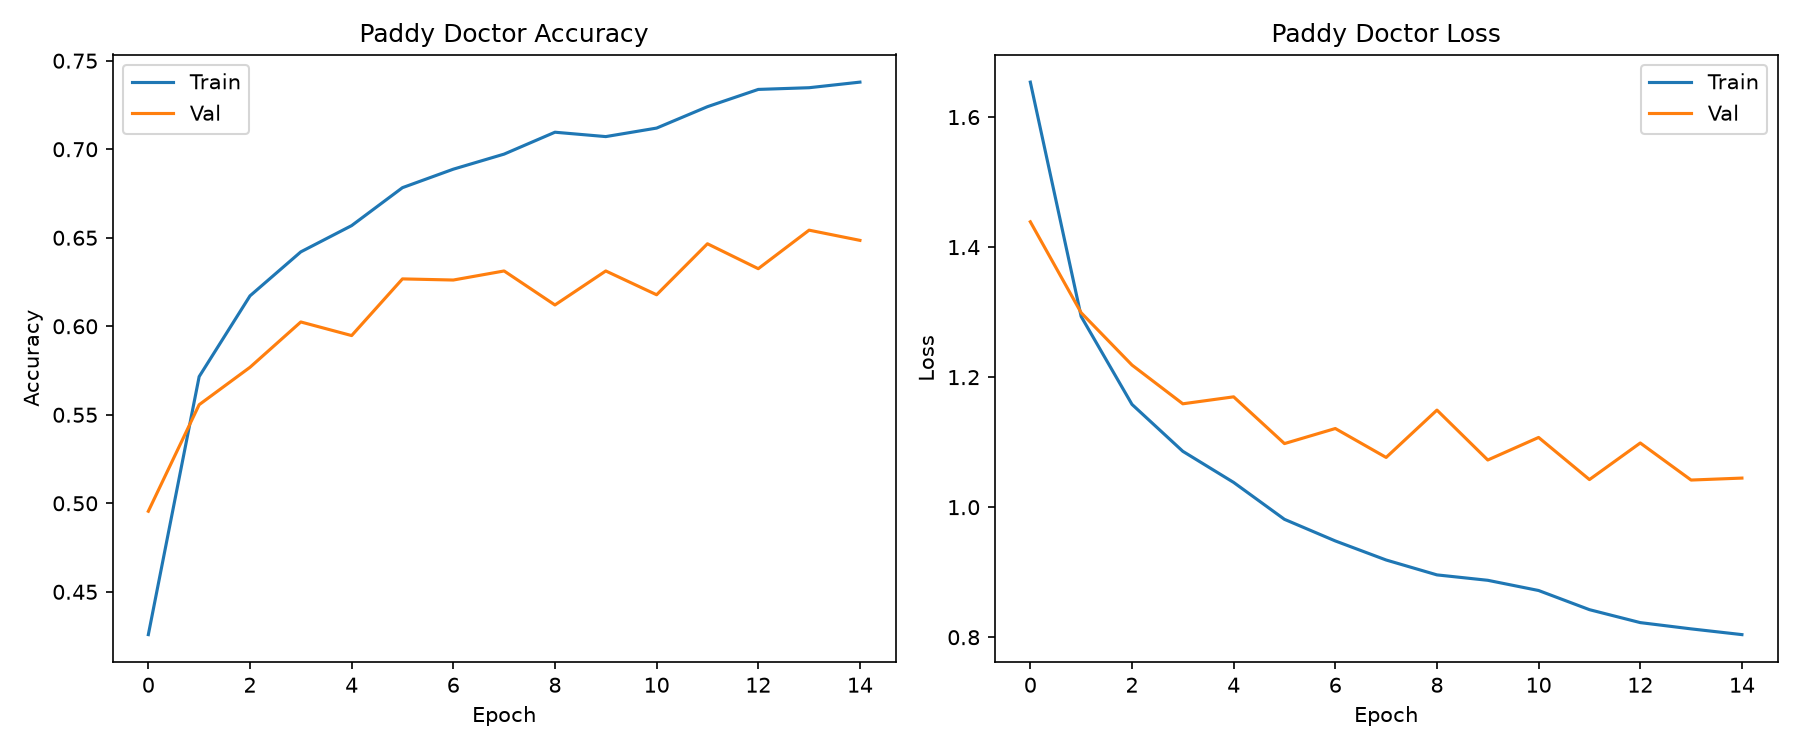 Paddy Doctor Accuracy
Train
Val
0.75
0.70
0.65
0.60
0.55
0.50
0.45
Accuracy
0 2 4 6 8 10 12 14
Epoch
Paddy Doctor Loss
Train
Val
1.6
1.4
1.2
1.0
0.8
Loss
0 2 4 6 8 10 12 14
Epoch